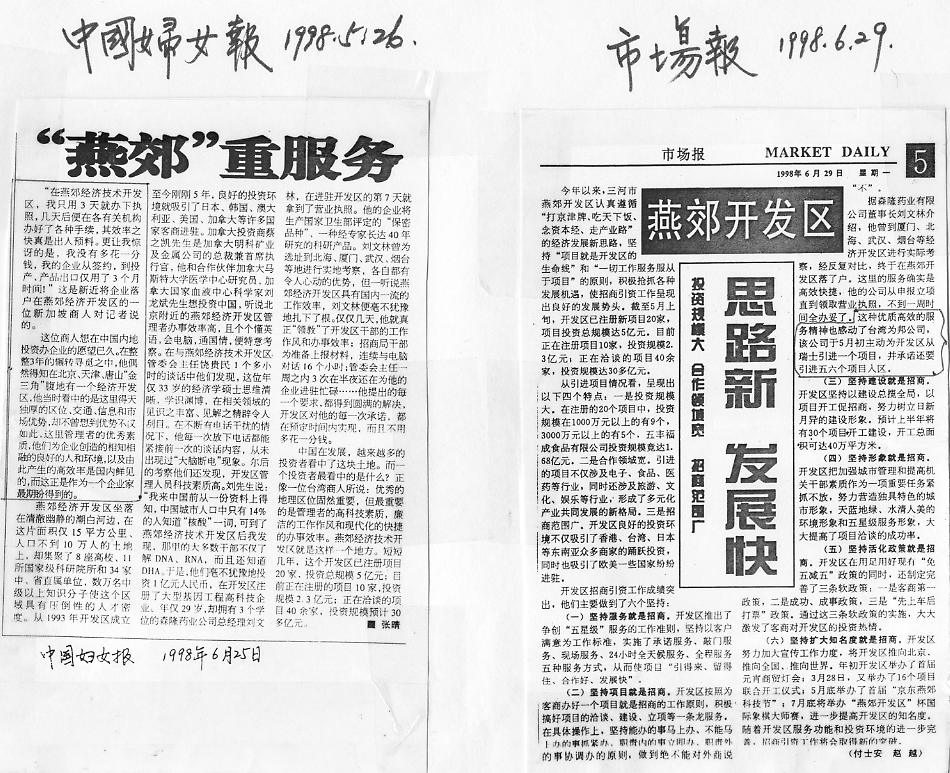 中國婦女報 1998.5.26.
“燕郊”重服务
“在燕郊经济技术开发
区，我只用3天就办下执
照，几天后便在各有关机构
办好了各种手续，其效率之
快真是出人预料。更让我惊
讶的是，我没有多花一分
钱，我的企业从签约，到投
产、产品出口仅用了3个月
时间！”这是新近将企业落
户在燕郊经济开发区的一
位新加坡商人对记者说
的。
这位商人想在中国内地
投资办企业的愿望已久，在整
整3年的辗转寻觅之中，他偶
然得知在北京、天津、唐山“金
三角”腹地有一个经济开发
区，他当时看中的是这里得天
独厚的区位、交通、信息和市
场优势，却不曾想到优势不仅
如此，这里管理者的优秀素
质，他们为企业创造的相知相
融的良好的人和环境，以及由
此产生的高效率是国内鲜见
的，而这正是作为一个企业家
最期盼得到的。
燕郊经济开发区坐落
在清澈幽静的潮白河边，在
这片面积仅15平方公里、
人口不到10万人的土地
上，却集聚了8座高校、11
所国家级科研院所和34家
中、省直属单位，数万名中
级以上知识分子使这个区
域具有压倒性的人才密
度。从1993年开发区成立
至今刚刚5年，良好的投资环
境就吸引了日本、韩国、澳大
利亚、美国、加拿大等许多国
家客商进驻。加拿大投资商蔡
之凯先生是加拿大明科矿业
及金属公司的总裁兼首席执
行官，他和合作伙伴加拿大马
斯特大学医学中心研究员、加
拿大国家血液中心科学家刘
龙斌先生想投资中国，听说北
京附近的燕郊经济开发区管
理者办事效率高，且个个懂英
语，会电脑，通国情，便特意考
察。在与燕郊经济技术开发区
管委会主任饶贵民1个多小
时的谈话中他们发现，这位年
仅33岁的经济学硕士思维清
晰、学识渊博，在相关领域的
见识之丰富、见解之精辟令人
刮目。在不断有电话干扰的情
况下，他每一次放下电话都能
紧接前一次的谈话内容，从未
出现过“大脑断电”现象。尔后
的考察他们还发现，开发区管
理人员科技素质高。刘先生说：
“我来中国前从一份资料上得
知，中国城市人口中只有14%
的人知道“核酸”一词，可到了
燕郊经济技术开发区后我发
现，那里的大多数干部不仅了
解DNA、RNA，而且还知道
DHA。于是，他们毫不犹豫地投
资1亿元人民币，在开发区注
册了大型基因工程高科技企
业。年仅29岁，却拥有3个学
位的森隆药业公司总经理刘文
林，在进驻开发区的第7天就
拿到了营业执照。他的企业将
生产国家卫生部评定的“保密
品种”，一种经专家长达40年
研究的科研产品。刘文林曾为
选址到北海、厦门、武汉、烟台
等地进行实地考察，各自都有
令人心动的优势，但一听说燕
郊经济开发区具有国内一流的
工作效率，刘文林便毫不犹豫
地扎下了根。仅仅几天，他就真
正“领教”了开发区干部的工作
作风和办事效率：招商局干部
为准备上报材料，连续与电脑
对话16个小时；管委会主任一
周之内3次在半夜还在为他的
企业进驻忙碌……他提出的每
一个要求，都得到圆满的解决，
开发区对他的每一次承诺，都
在预定时间内实现，而且不用
多花一分钱。
中国在发展，越来越多的
投资者看中了这块土地。而一
个投资者最看中的是什么？正
像一位台湾商人所说：优秀的
地理区位固然重要，但最重要
的是管理者的高科技素质，廉
洁的工作作风和现代化的快捷
的办事效率。燕郊经济技术开
发区就是这样一个地方。短短
几年，这个开发区已注册项目
20家，投资总规模5亿元；目
前正在注册的项目10家，投资
规模2.3亿元；正在洽谈的项
目40余家，投资规模预计30
多亿元。
张晴
中国妇女报 1998年6月25日
市場報 1998.6.29.
市场报 MARKET DAILY 5
1998年6月29日 星期一
燕郊开发区
思路新 发展快
投资规模大 合作领域宽 招商范围广
今年以来，三河市
燕郊开发区认真遵循
“打京津牌、吃天下饭、
念资本经、走产业路”
的经济发展新思路，坚
持“项目就是开发区的
生命线”和“一切工作服务服从
于项目”的原则，积极抢抓各种
发展机遇，使招商引资工作呈现
出良好的发展势头。截至5月上
旬，开发区已注册新项目20家，
项目投资总规模达5亿元。目前
正在注册项目10家，投资规模2.
3亿元；正在洽谈的项目40余
家，投资规模达30多亿元。
从引进项目情况看，呈现出
以下四个特点：一是投资规模
大。在注册的20个项目中，投资
规模在1000万元以上的有9个，
3000万元以上的有5个，五丰福
成食品有限公司投资规模竟达1.
68亿元，二是合作领域宽。引进
的项目不仅涉及电子、食品、医
药等行业，同时还涉及旅游、文
化、娱乐等行业，形成了多元化
产业共同发展的新格局。三是招
商范围广。开发区良好的投资环
境不仅吸引了香港、台湾、日本
等东南亚众多商家的踊跃投资，
同时也吸引了欧美一些国家纷纷
进驻。
开发区招商引资工作成绩突
出，他们主要做到了六个坚持：
（一）坚持服务就是招商。开发区推出了
争创“五星级”服务的工作准则，坚持以客户
满意为工作标准，实施了承诺服务、敲门服
务、现场服务、24小时全天候服务、全程服务
五种服务方式，从而使项目“引得来、留得
住、合作好、发展快”。
（二）坚持项目就是招商。开发区按照为
客商办好一个项目就是招商的工作原则，积极
搞好项目的洽谈、建设、立项等一条龙服务。
在具体操作上，坚持能办的事马上办、不能马
上办的事抓紧办、职责内的事立即办、职责外
的事协调办的原则，做到绝不能对外商说
“不”。
据森隆药业有限
公司董事长刘文林介
绍，他曾到厦门、北
海、武汉、烟台等经
济开发区进行实际考
察，经反复对比，终于在燕郊开
发区落了户。这里的服务确实是
高效快捷，他的公司从申报立项
直到领取营业执照，不到一周时
间全办妥了。这种优质高效的服
务精神也感动了台湾为邦公司，
该公司于5月初主动为开发区从
瑞士引进一个项目，并承诺还要
引进五六个项目入区。
（三）坚持建设就是招商。
开发区坚持以建设总揽全局，以
项目开工促招商，努力树立日新
月异的建设形象。预计上半年将
有30个项目开工建设，开工总面
积可达40万平方米。
（四）坚持形象就是招商。
开发区把加强城市管理和提高机
关干部素质作为一项重要任务紧
抓不放，努力营造独具特色的城
市形象，天蓝地绿、水清人美的
环境形象和五星级服务形象，大
大提高了项目洽谈的成功率。
（五）坚持活化政策就是招
商。开发区在用足用好现有“免
五减五”政策的同时，还制定完
善了三条软政策：一是客商第一
政策，二是成功、成事政策，三是“先上车后
打票”政策。通过这三条软政策的实施，大大
激发了客商对开发区的投资热情。
（六）坚持扩大知名度就是招商。开发区
努力加大宣传工作力度，将开发区推向北京、
推向全国、推向世界。年初开发区举办了首届
元宵招商灯会；3月28日，又举办了16个项目
联合开工仪式；5月底举办了首届“京东燕郊
科技节”；7月底将举办“燕郊开发区”杯国
际象棋大师赛，进一步提高开发区的知名度。
随着开发区服务功能和投资环境的进一步完
善，招商引资工作将会取得新的突破。
（付士安 赵越）